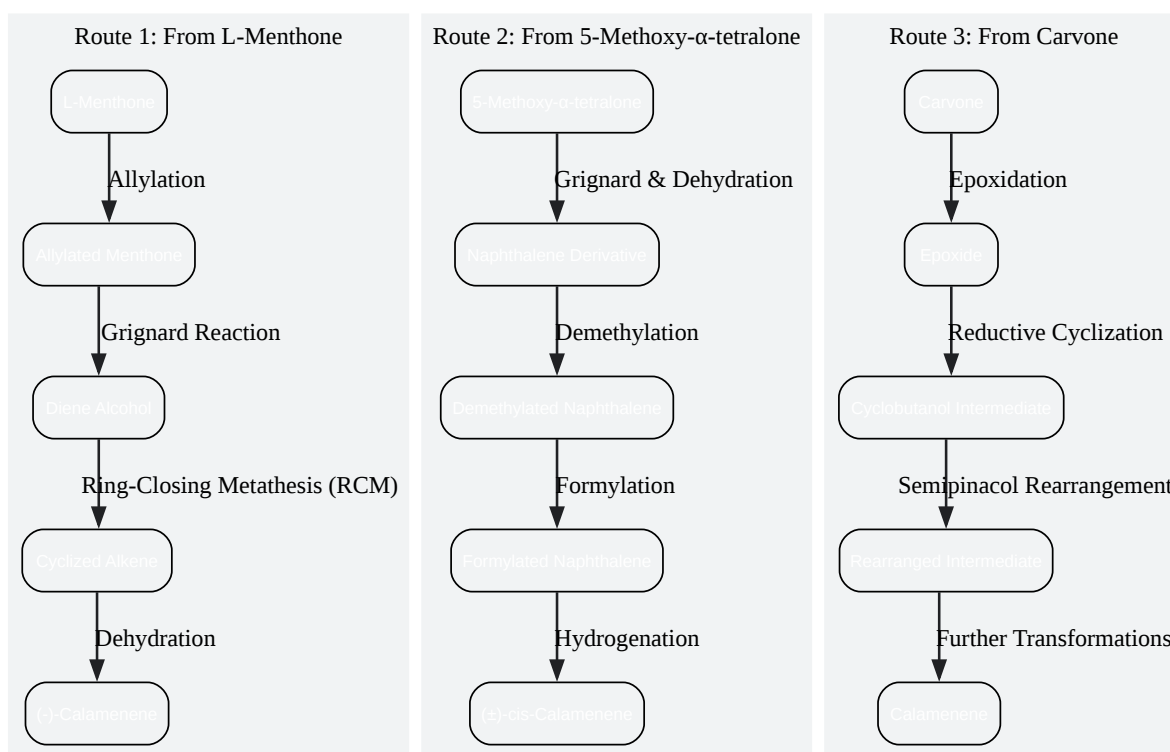 Route 1: From L-Menthone
L-Menthone
Allylation
Allylated Menthone
Grignard Reaction
Diene Alcohol
Ring-Closing Metathesis (RCM)
Cyclized Alkene
Dehydration
(-)-Calamenene
Route 2: From 5-Methoxy-α-tetralone
5-Methoxy-α-tetralone
Grignard & Dehydration
Naphthalene Derivative
Demethylation
Demethylated Naphthalene
Formylation
Formylated Naphthalene
Hydrogenation
(±)-cis-Calamenene
Route 3: From Carvone
Carvone
Epoxidation
Epoxide
Reductive Cyclization
Cyclobutanol Intermediate
Semipinacol Rearrangement
Rearranged Intermediate
Further Transformations
Calamenene